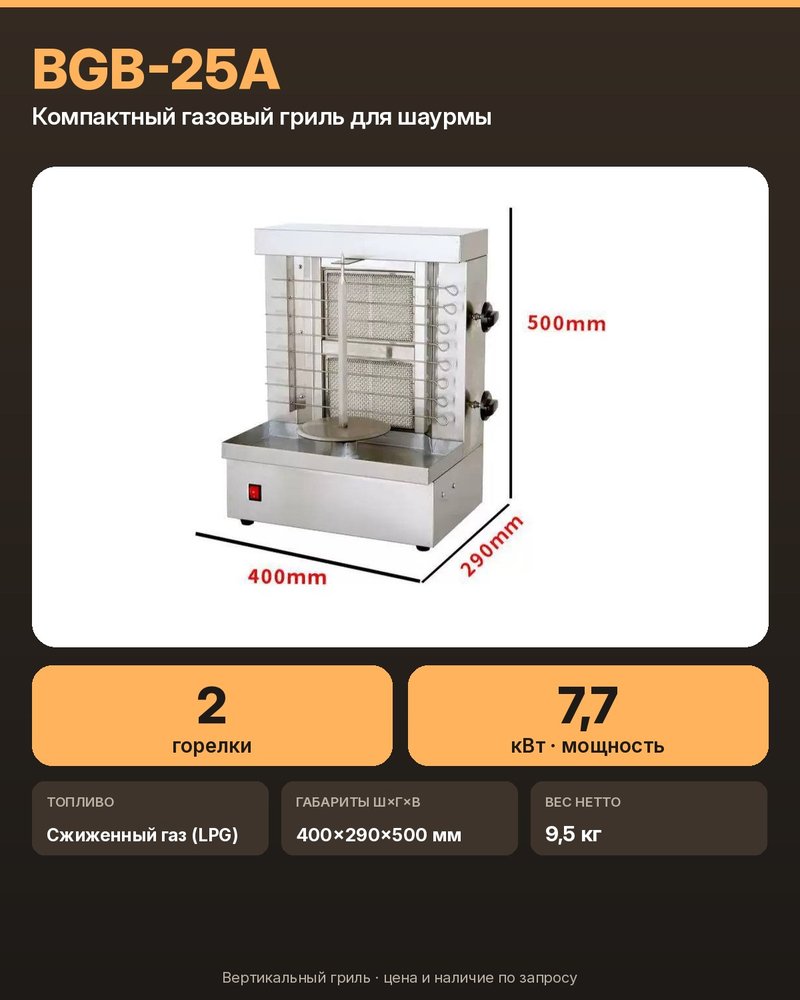 BGB-25A
Компактный газовый гриль для шаурмы
500mm
290mm
400mm
2
горелки
7,7
кВт · мощность
ТОПЛИВО
Сжиженный газ (LPG)
ГАБАРИТЫ Ш×Г×В
400×290×500 мм
ВЕС НЕТТО
9,5 кг
Вертикальный гриль · цена и наличие по запросу